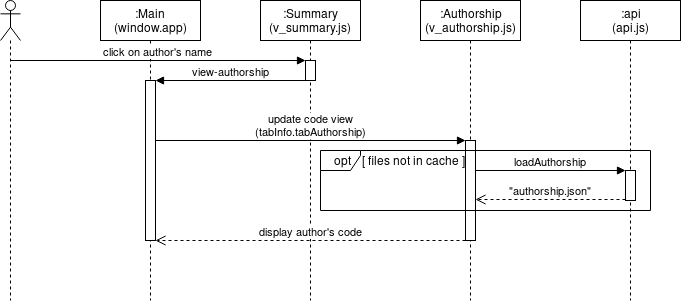 :Main
(window.app)
:Summary
(v_summary.js)
:Authorship
(v_authorship.js)
:api
(api.js)
click on author's name
view-authorship
update code view
(tabInfo.tabAuthorship)
opt
[ files not in cache ]
loadAuthorship
"authorship.json"
display author's code